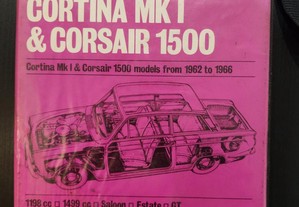 CORTINA MK I
& CORSAIR 1500
Cortina Mk I & Corsair 1500 models from 1962 to 1966
1198 cc □ 1499 cc □ Saloon □ Estate □ GT